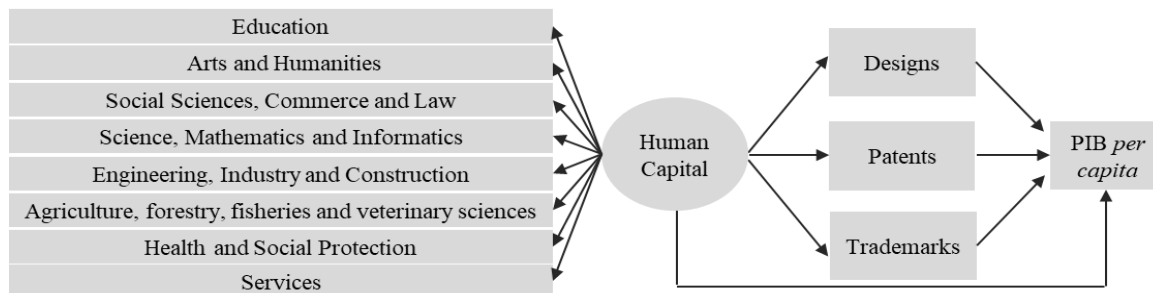 Education
Arts and Humanities
Social Sciences, Commerce and Law
Science, Mathematics and Informatics
Engineering, Industry and Construction
Agriculture, forestry, fisheries and veterinary sciences
Health and Social Protection
Services
Human
Capital
Designs
Patents
Trademarks
PIB per
capita